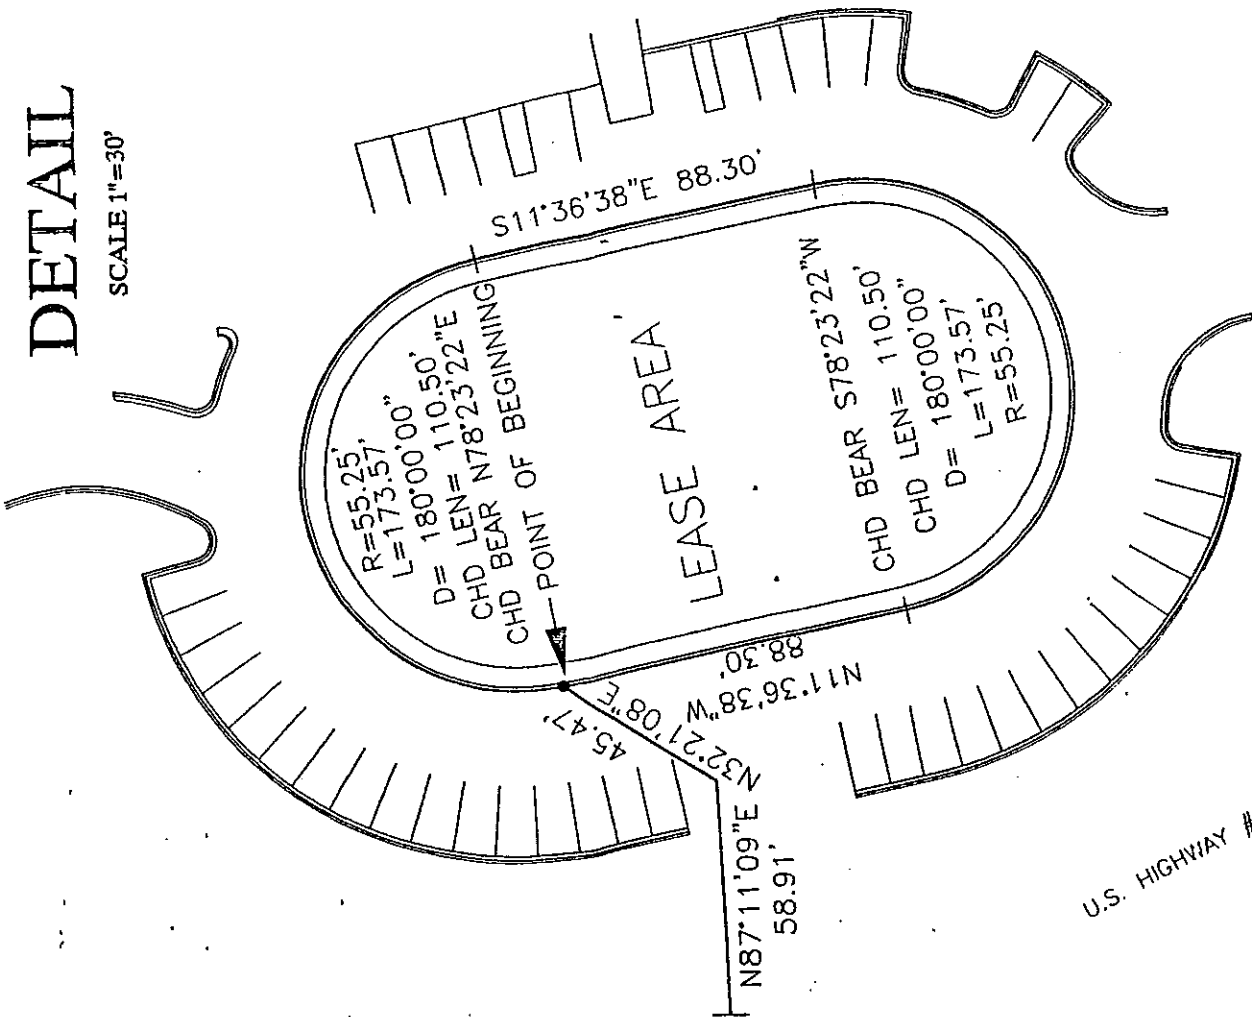 DETAIL
SCALE 1"=30'
S11°36'38"E 88.30'
R=55.25'
L=173.57'
D= 180°00'00"
CHD LEN= 110.50'
CHD BEAR N78°23'22"E
POINT OF BEGINNING
LEASE AREA
CHD BEAR S78°23'22"W
CHD LEN= 110.50'
D= 180°00'00"
L=173.57'
R=55.25'
N11°36'38"W
88.30'
N32°21'08"E
45.47'
N87°11'09"E
58.91'
U.S. HIGHWAY #